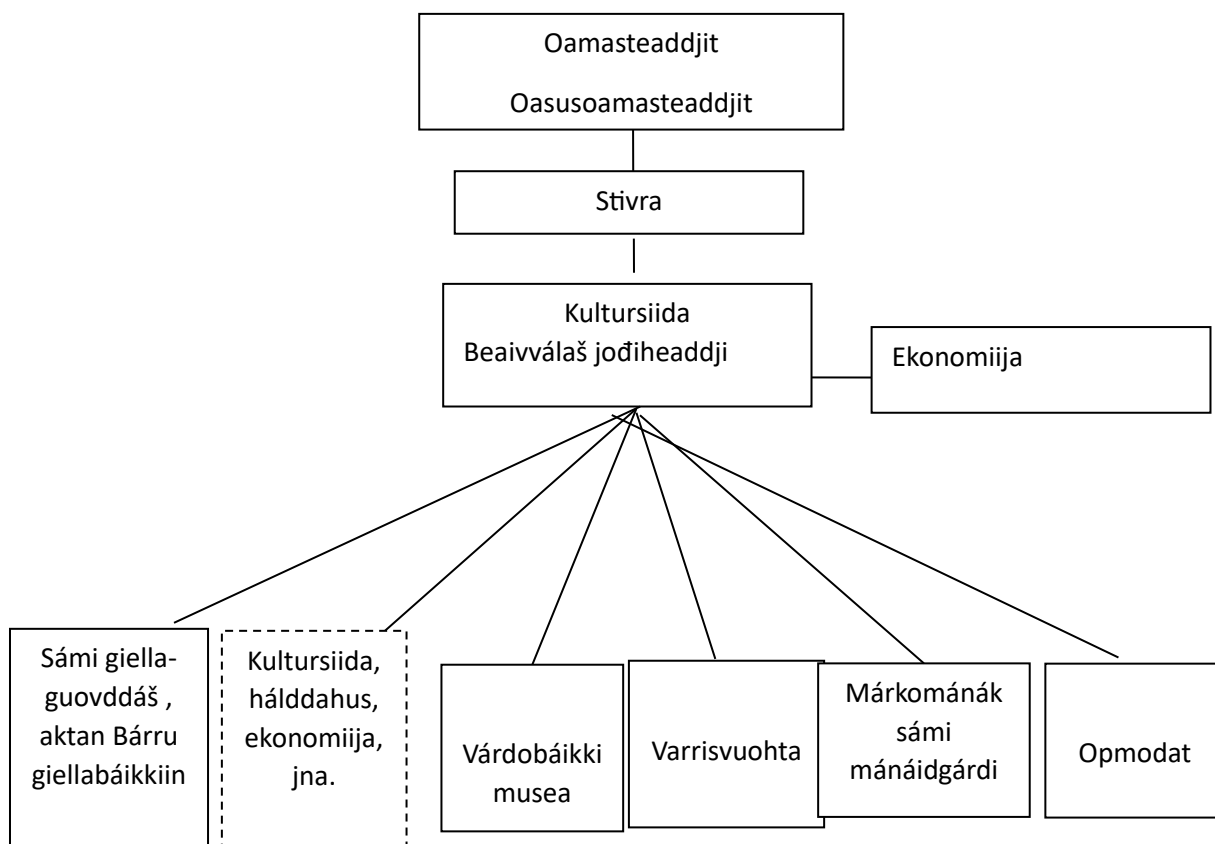 Oamasteaddjit
Oasusoamasteaddjit
Stivra
Kultursiida
Beaivválaš jođiheaddji
Ekonomiija
Sámi giella-
guovddáš ,
aktan Bárru
giellabáikkiin
Kultursiida,
hálddahus,
ekonomiija,
jna.
Várdobáikki
musea
Varrisvuohta
Márkománák
sámi
mánáidgárdi
Opmodat